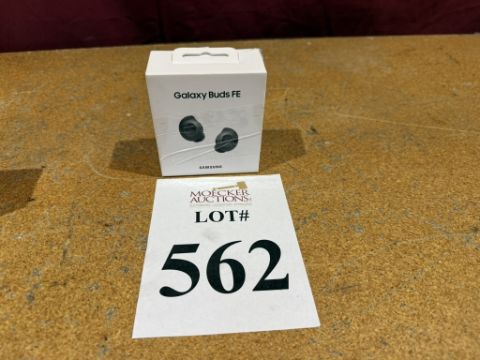 Galaxy Buds FE
SAMSUNG
MOECKER
AUCTIONS
LOT#
562